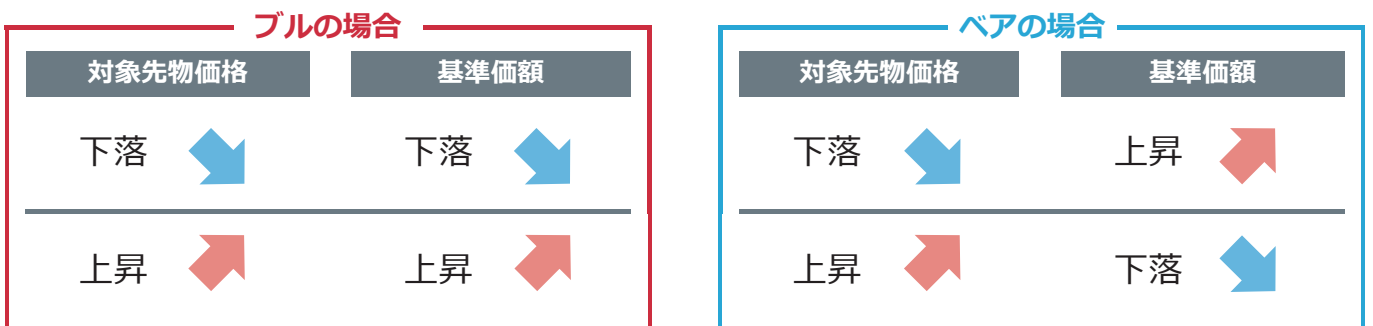 ブルの場合
対象先物価格 基準価額
下落 下落
上昇 上昇
ベアの場合
対象先物価格 基準価額
下落 上昇
上昇 下落